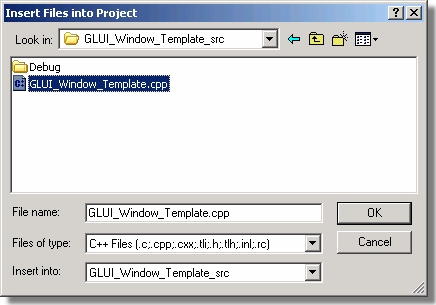 Insert Files into Project
Look in: GLUI_Window_Template_src
Debug
GLUI_Window_Template.cpp
File name: GLUI_Window_Template.cpp OK
Files of type: C++ Files (.c;.cpp;.cxx;.tli;.h;.tlh;.inl;.rc) Cancel
Insert into: GLUI_Window_Template_src